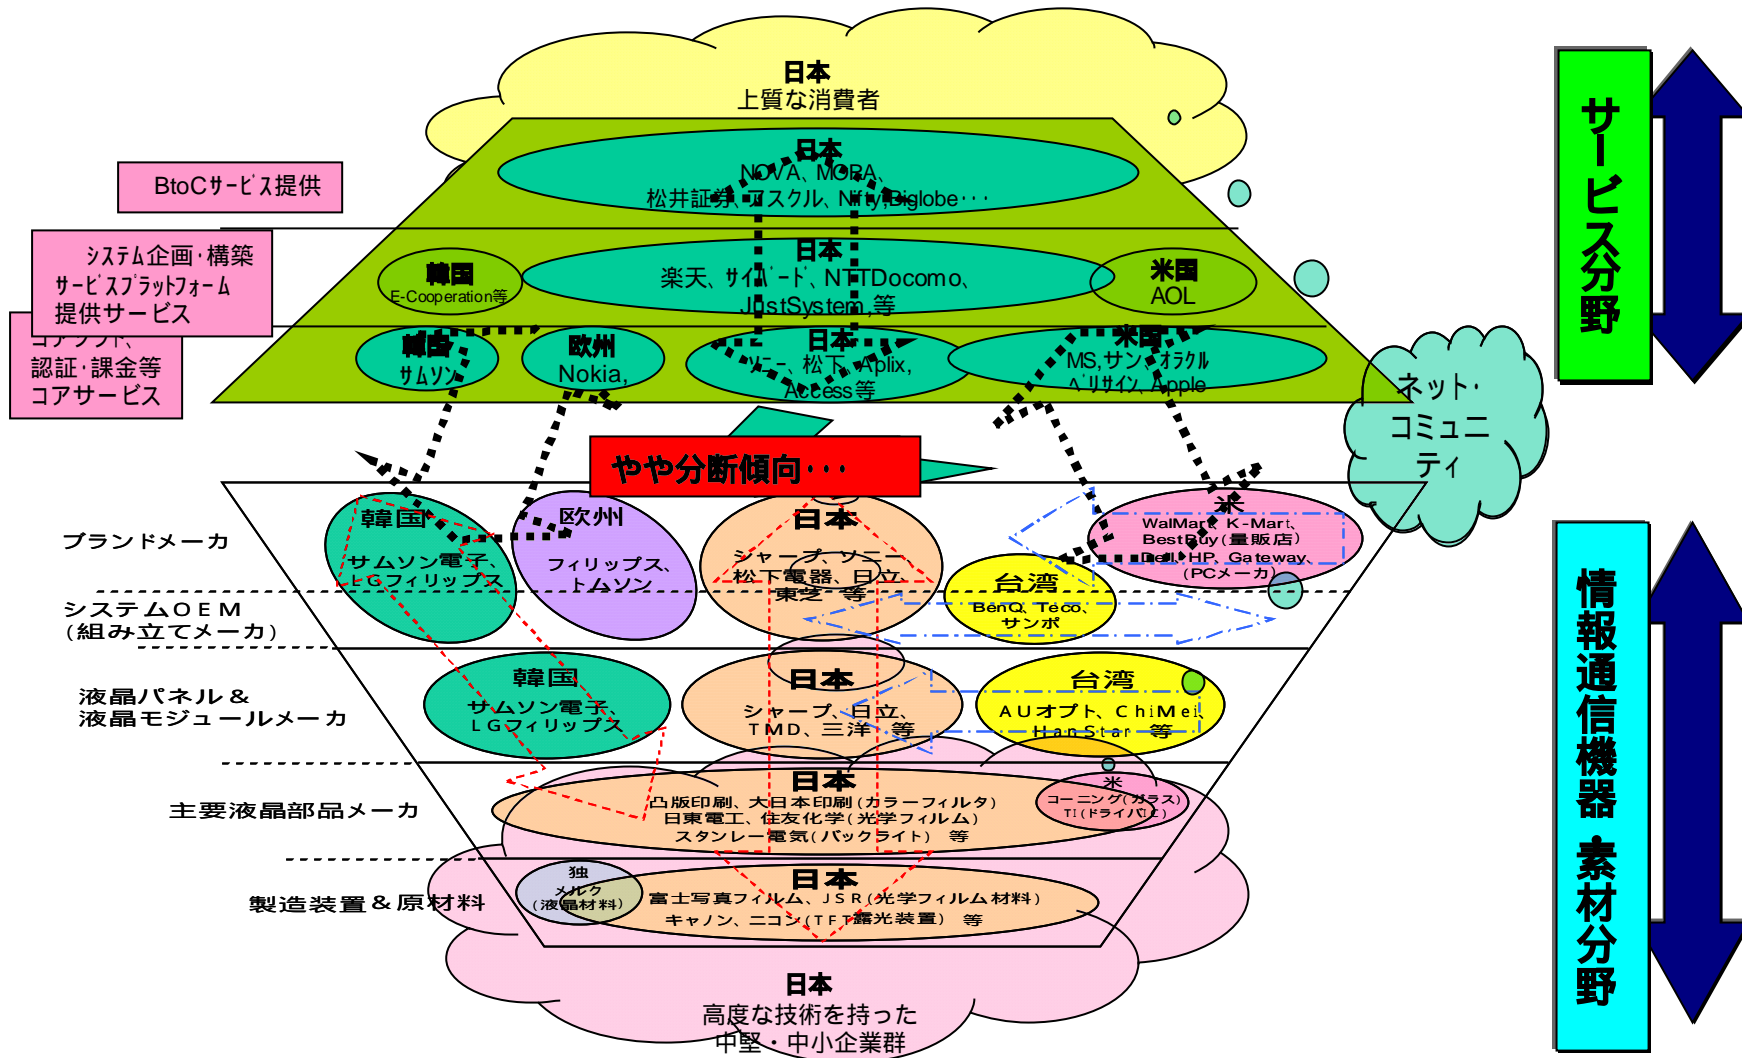 日本
上質な消費者
日本
NOVA、MORA、
松井証券、アスクル、Nifty,Biglobe‥‥
BtoCサービス提供
システム企画・構築
サービスプラットフォーム
提供サービス
韓国
E-Cooperation等
日本
楽天、サイバード、NTTDocomo、
JustSystem,等
米国
AOL
コアソフト、
認証・課金等
コアサービス
韓国
サムソン
欧州
Nokia,
日本
ソニー、松下、Aplix,
Access等
米国
MS,サン、オラクル
ベリサイン、Apple
サービス分野
ネット・
コミュニ
ティ
やや分断傾向‥‥
ブランドメーカ
韓国
サムソン電子、
LGフィリップス
欧州
フィリップス、
トムソン
日本
シャープ、ソニー、
松下電器、日立、
東芝 等
米
WalMart、K-Mart、
BestBuy(量販店)
Dell、HP、Gateway、
(PCメーカ)
台湾
BenQ、Teco、
サンポ
システムOEM
(組み立てメーカ)
液晶パネル＆
液晶モジュールメーカ
韓国
サムソン電子、
LGフィリップス
日本
シャープ、日立、
TMD、三洋 等
台湾
AUオプト、ChiMei、
HanStar 等
主要液晶部品メーカ
日本
凸版印刷、大日本印刷(カラーフィルタ)
日東電工、住友化学(光学フィルム)
スタンレー電気(バックライト) 等
米
コーニング(ガラス)
TI(ドライバIC)
製造装置＆原材料
独
メルク
(液晶材料)
日本
富士写真フィルム、JSR(光学フィルム材料)
キャノン、ニコン(TFT露光装置) 等
日本
高度な技術を持った
中堅・中小企業群
情報通信機器・素材分野